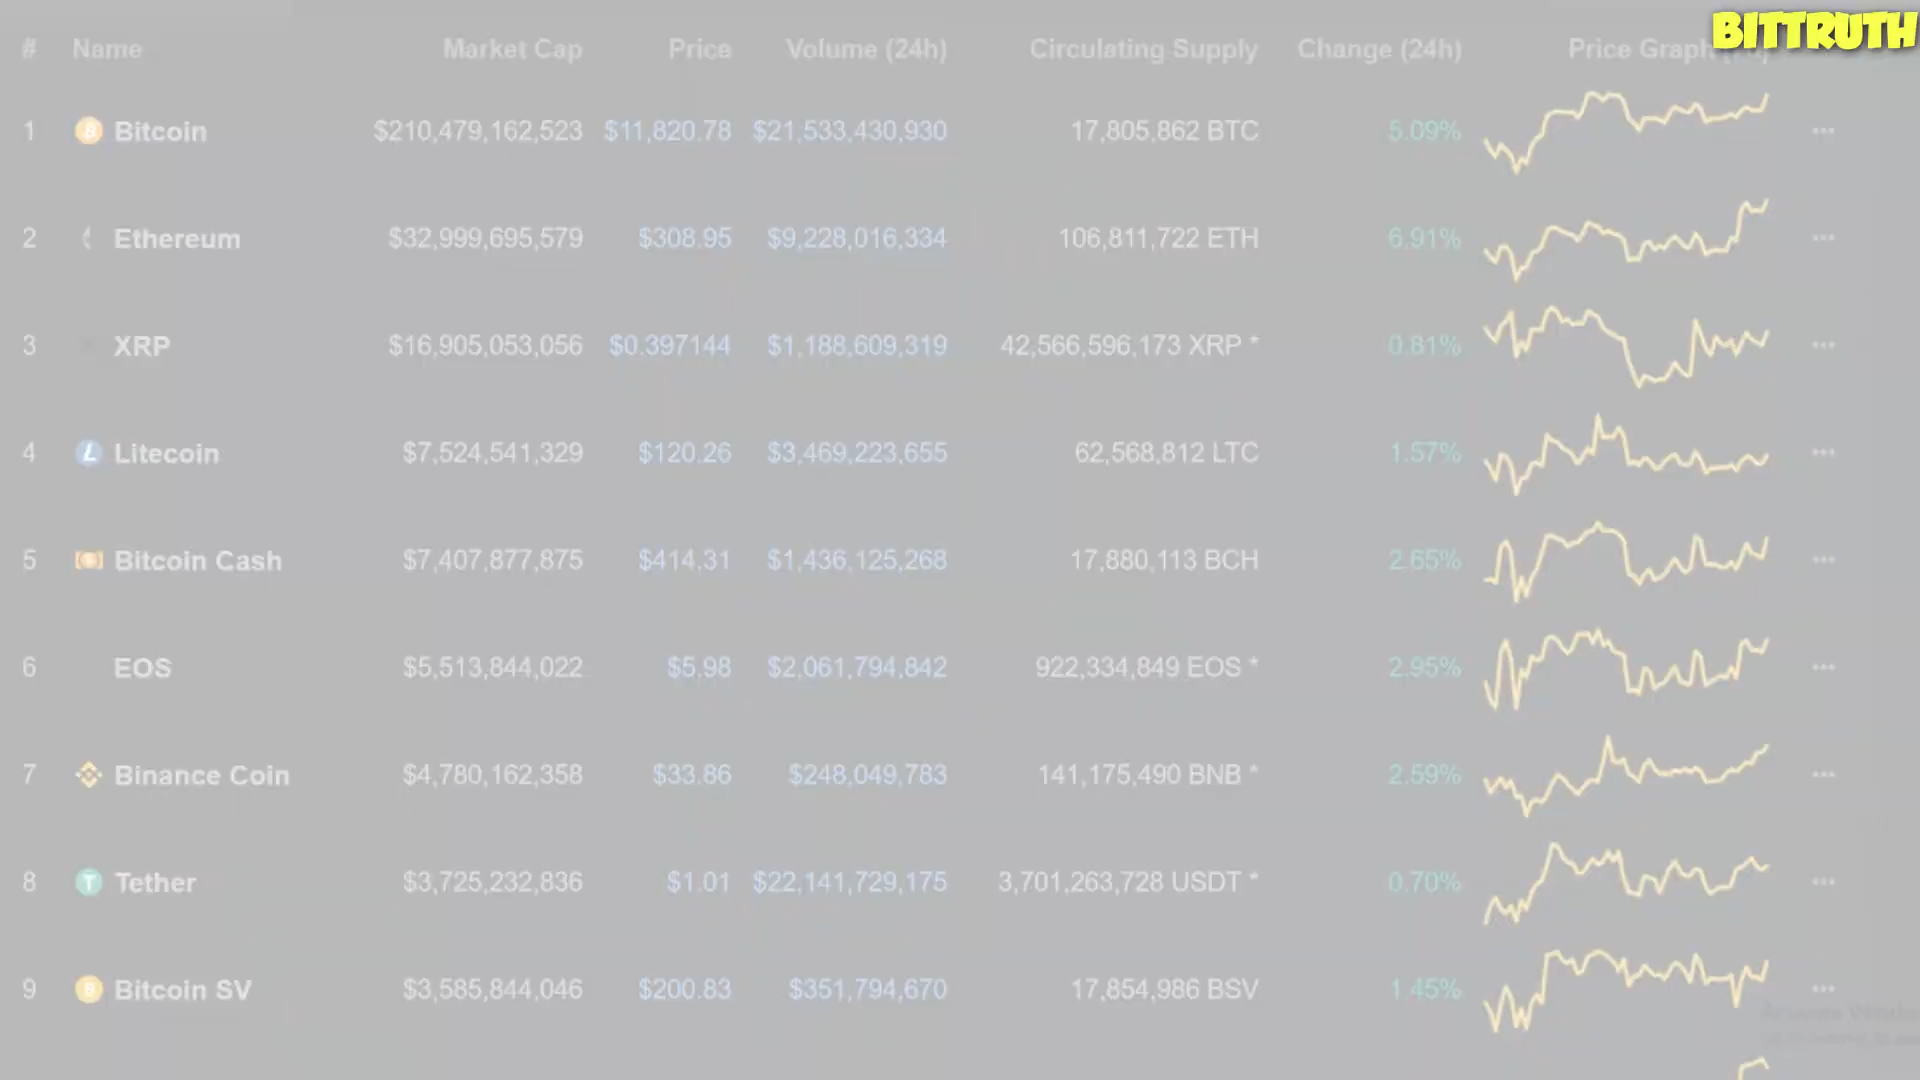 BITTRUTH
# Name Market Cap Price Volume (24h) Circulating Supply Change (24h) Price Graph
1 Bitcoin $210,479,162,523 $11,820.78 $21,533,430,930 17,805,862 BTC 5.09%
2 Ethereum $32,999,695,579 $308.95 $9,228,016,334 106,811,722 ETH 6.91%
3 XRP $16,905,053,056 $0.397144 $1,188,609,319 42,566,596,173 XRP * 0.81%
4 Litecoin $7,524,541,329 $120.26 $3,469,223,655 62,568,812 LTC 1.57%
5 Bitcoin Cash $7,407,877,875 $414.31 $1,436,125,268 17,880,113 BCH 2.65%
6 EOS $5,513,844,022 $5.98 $2,061,794,842 922,334,849 EOS * 2.95%
7 Binance Coin $4,780,162,358 $33.86 $248,049,783 141,175,490 BNB * 2.59%
8 Tether $3,725,232,836 $1.01 $22,141,729,175 3,701,263,728 USDT * 0.70%
9 Bitcoin SV $3,585,844,046 $200.83 $351,794,670 17,854,986 BSV 1.45%